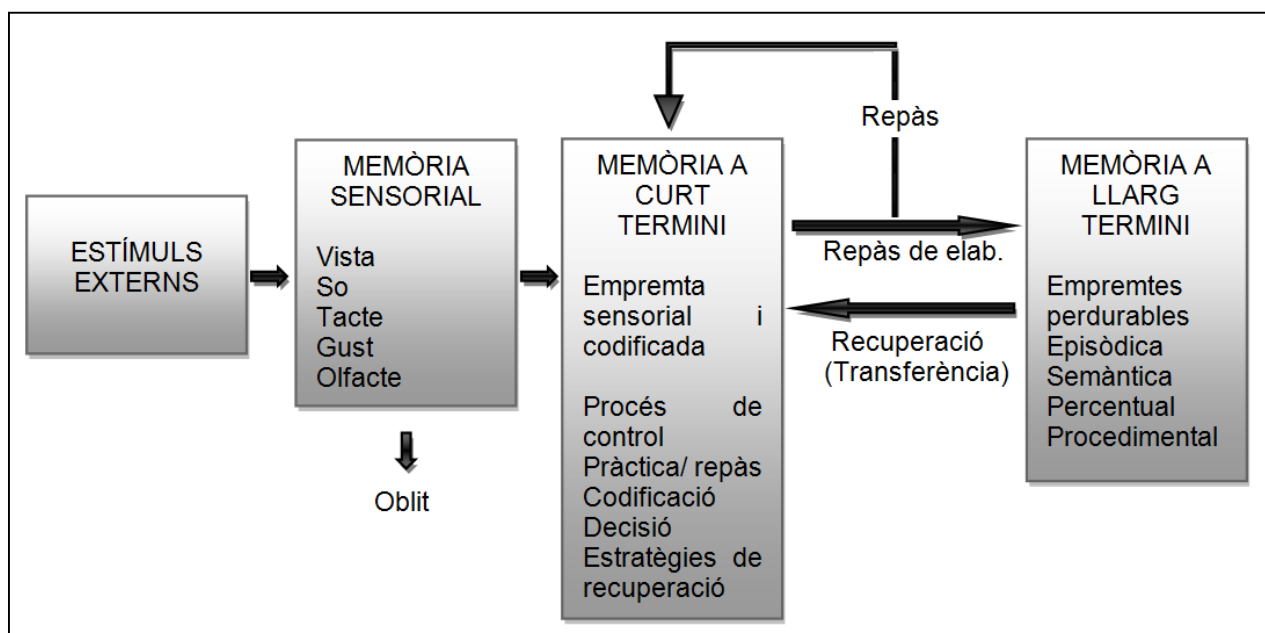 ESTÍMULS
EXTERNS
MEMÒRIA
SENSORIAL
Vista
So
Tacte
Gust
Olfacte
Oblit
MEMÒRIA A
CURT
TERMINI
Empremta
sensorial i
codificada
Procés de
control
Pràctica/ repàs
Codificació
Decisió
Estratègies de
recuperació
Repàs
Repàs de elab.
Recuperació
(Transferència)
MEMÒRIA A
LLARG
TERMINI
Empremtes
perdurables
Episòdica
Semàntica
Percentual
Procedimental